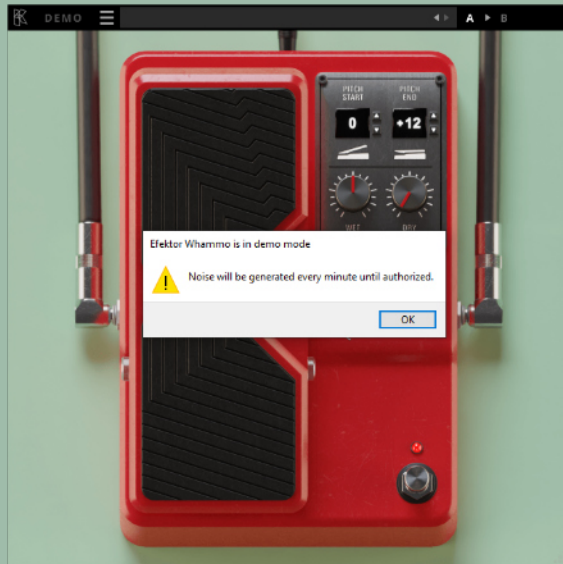 DEMO
A B
PITCH START
PITCH END
0
+12
WET
DRY
Efektor Whammo is in demo mode
Noise will be generated every minute until authorized.
OK